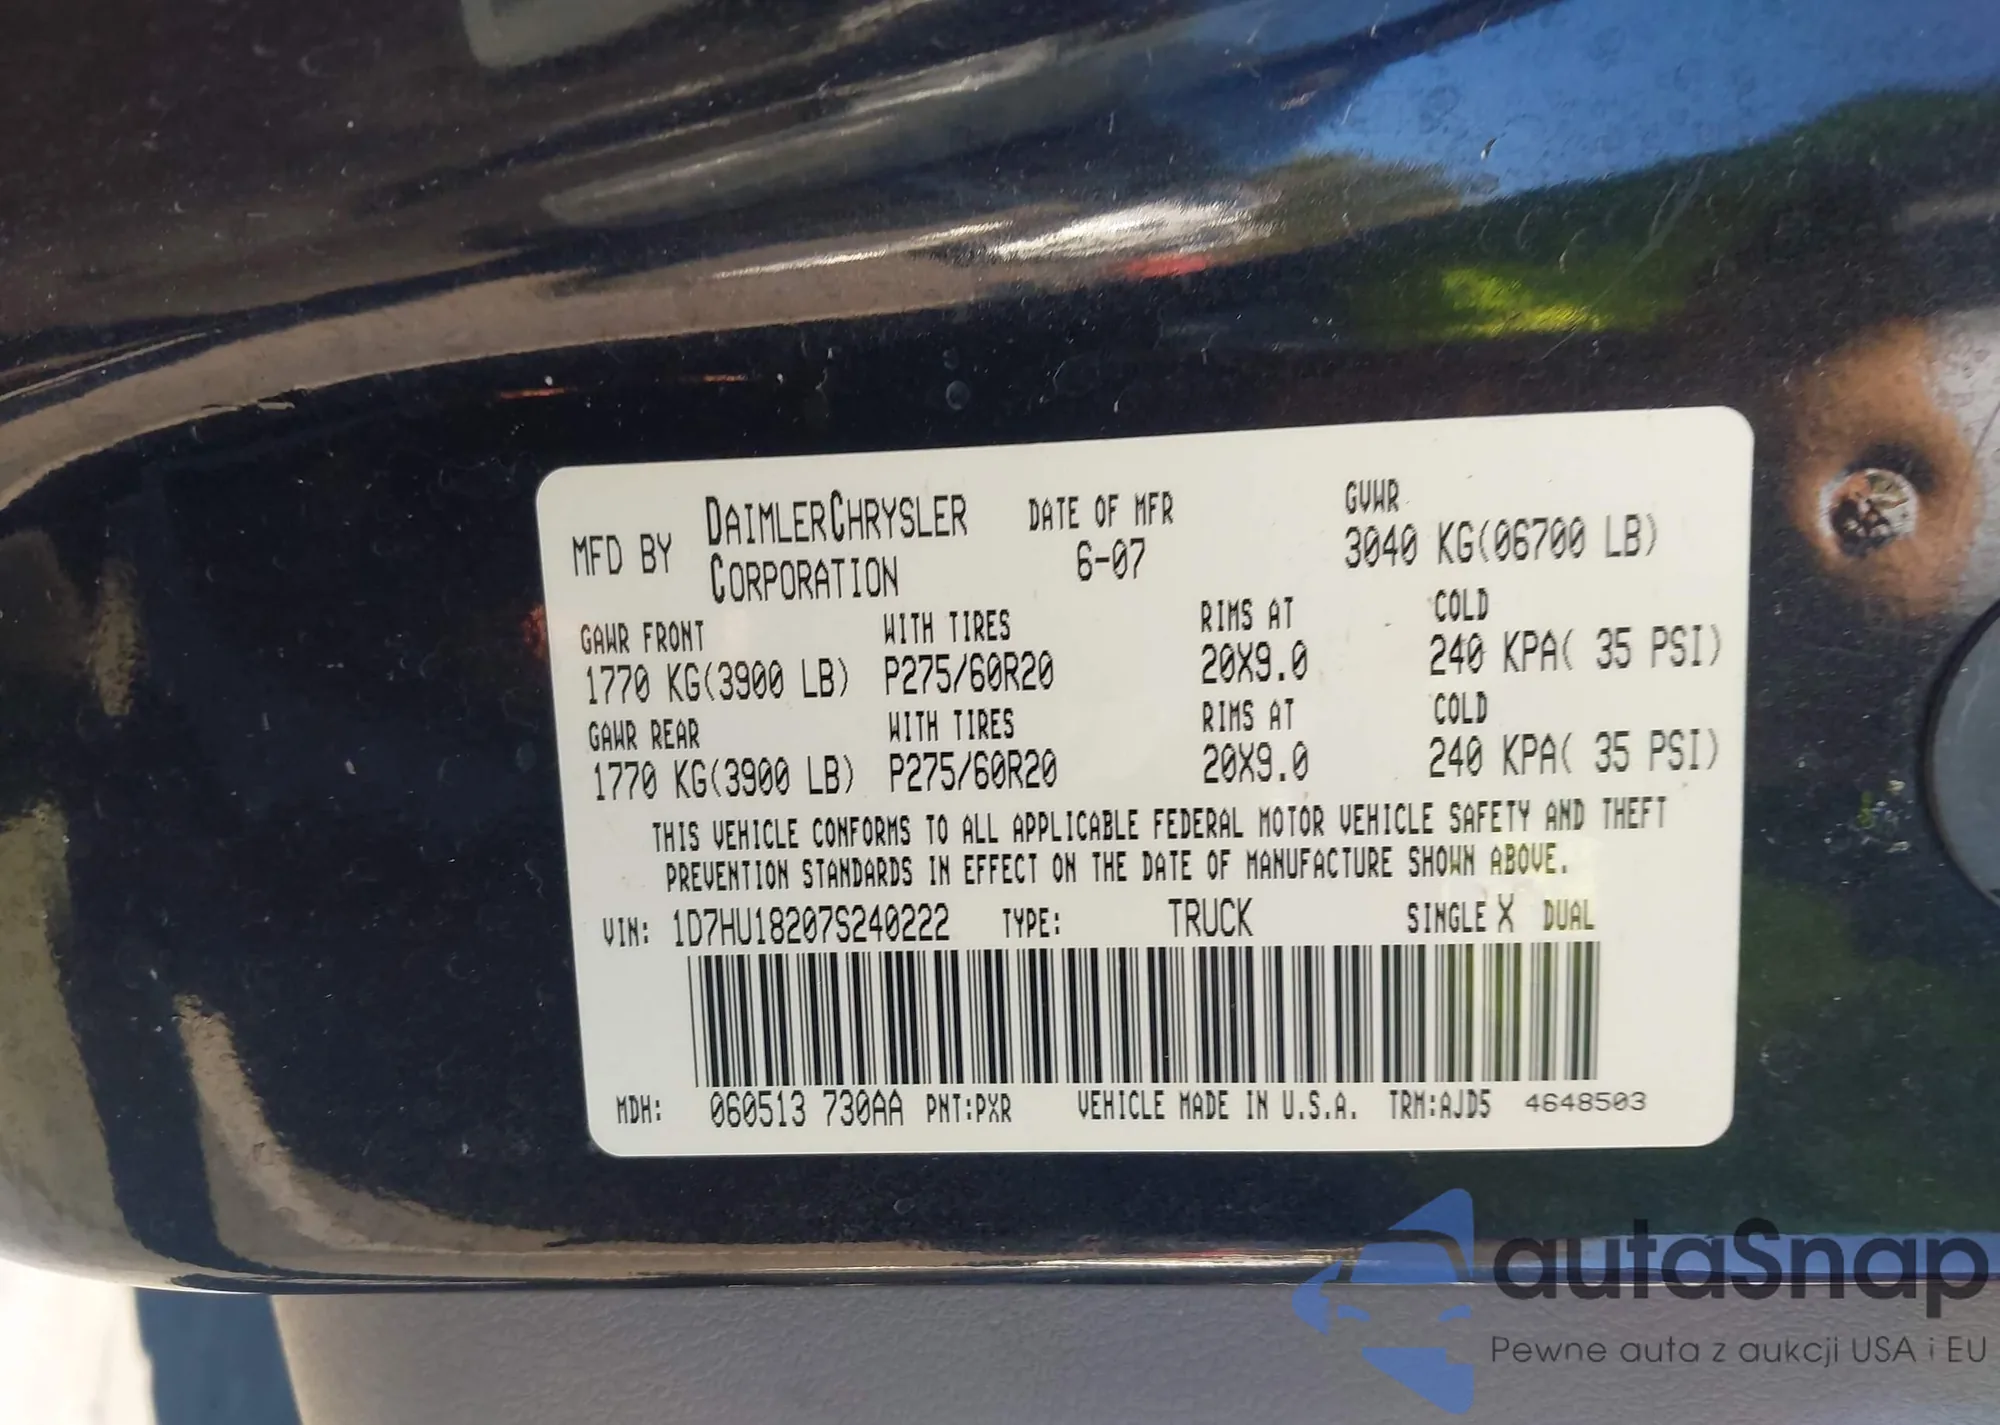 MFD BY DAIMLERCHRYSLER CORPORATION DATE OF MFR 6-07 GVWR 3040 KG(06700 LB)
GAWR FRONT WITH TIRES RIMS AT COLD
1770 KG(3900 LB) P275/60R20 20X9.0 240 KPA( 35 PSI)
GAWR REAR WITH TIRES RIMS AT COLD
1770 KG(3900 LB) P275/60R20 20X9.0 240 KPA( 35 PSI)
THIS VEHICLE CONFORMS TO ALL APPLICABLE FEDERAL MOTOR VEHICLE SAFETY AND THEFT
PREVENTION STANDARDS IN EFFECT ON THE DATE OF MANUFACTURE SHOWN ABOVE.
VIN: 1D7HU18207S240222 TYPE: TRUCK SINGLE X DUAL
MDH: 060513 730AA PNT:PXR VEHICLE MADE IN U.S.A. TRM:AJD5 4648503
autaSnap
Pewne auta z aukcji USA i EU